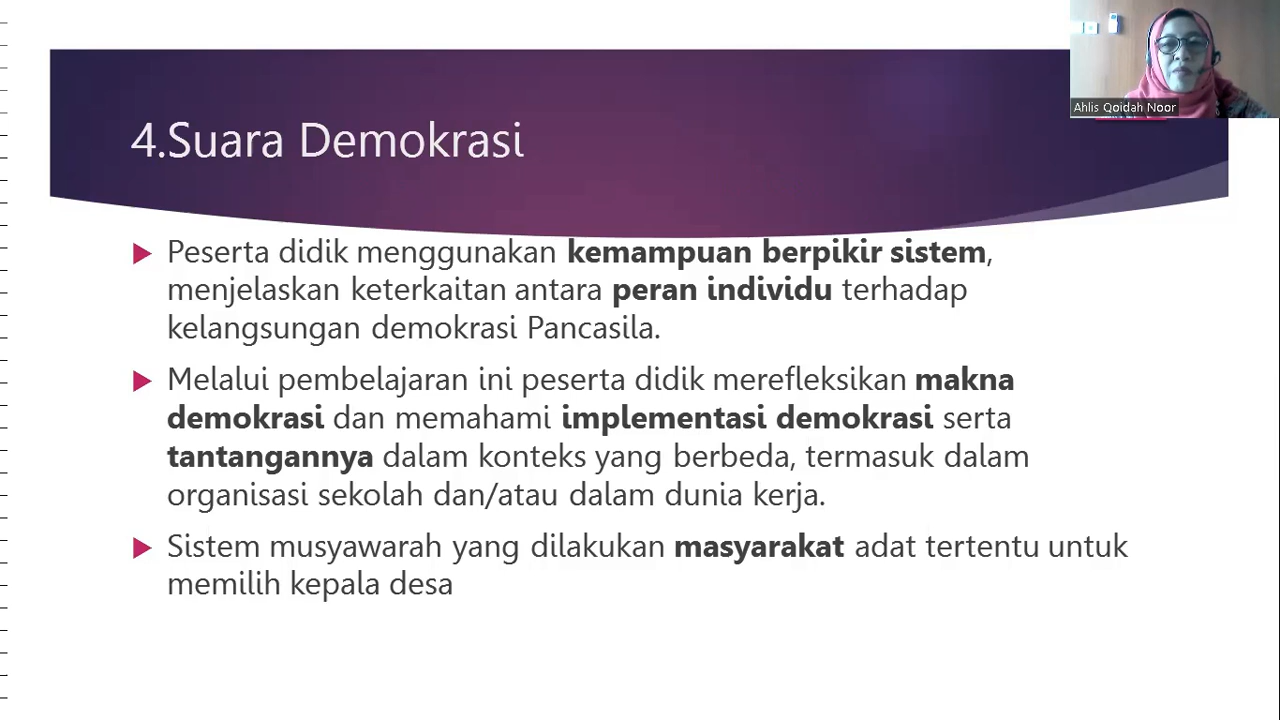 Ahlis Qoidah Noor
4.Suara Demokrasi
Peserta didik menggunakan kemampuan berpikir sistem,
menjelaskan keterkaitan antara peran individu terhadap
kelangsungan demokrasi Pancasila.
Melalui pembelajaran ini peserta didik merefleksikan makna
demokrasi dan memahami implementasi demokrasi serta
tantangannya dalam konteks yang berbeda, termasuk dalam
organisasi sekolah dan/atau dalam dunia kerja.
Sistem musyawarah yang dilakukan masyarakat adat tertentu untuk
memilih kepala desa